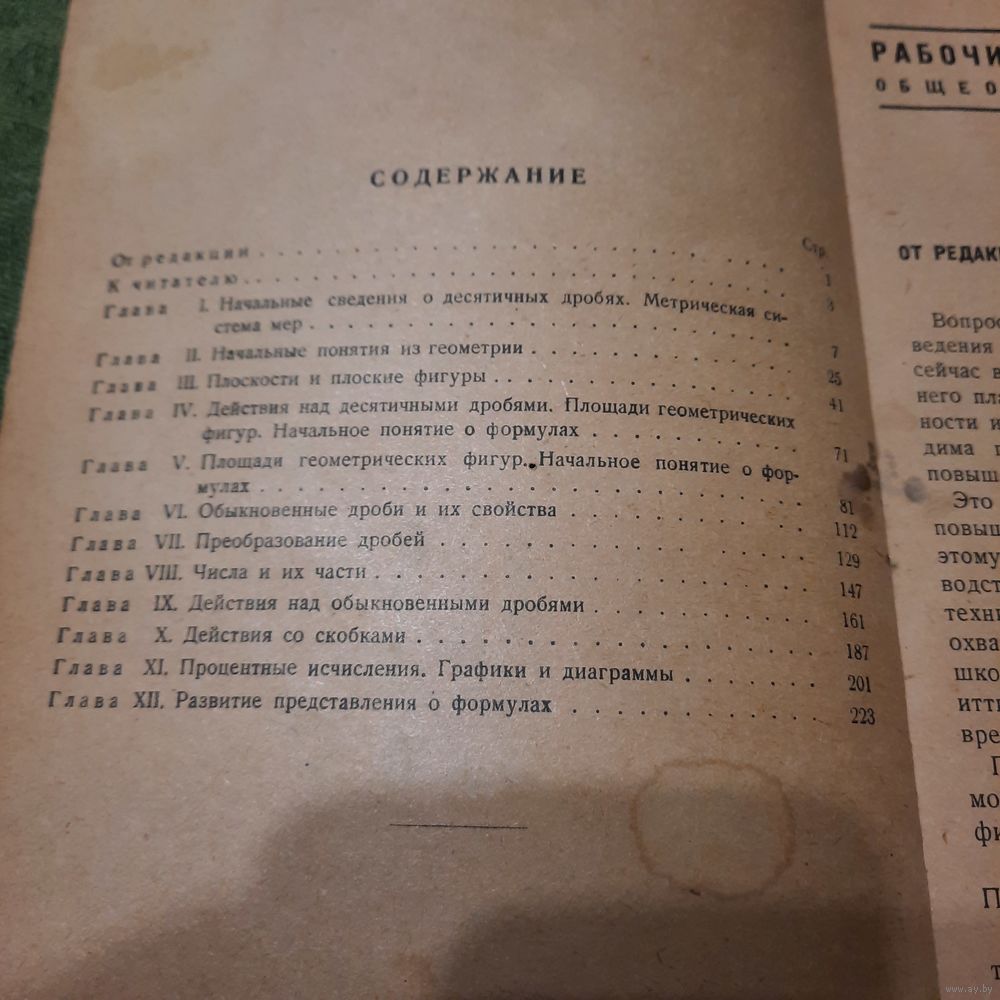 СОДЕРЖАНИЕ
Стр.
От редакции . . . . . . . . . . . . . . . . . . . . . . 1
К читателю . . . . . . . . . . . . . . . . . . . . . . 3
Глава I. Начальные сведения о десятичных дробях. Метрическая си-
стема мер . . . . . . . . . . . . . . . . . . . . 7
Глава II. Начальные понятия из геометрии . . . . . . . . . . 25
Глава III. Плоскости и плоские фигуры . . . . . . . . . . . 41
Глава IV. Действия над десятичными дробями. Площади геометрических
фигур. Начальное понятие о формулах . . . . . . . . 71
Глава V. Площади геометрических фигур. Начальное понятие о фор-
мулах . . . . . . . . . . . . . . . . . . . . . . 81
Глава VI. Обыкновенные дроби и их свойства . . . . . . . . . 112
Глава VII. Преобразование дробей . . . . . . . . . . . . . . 129
Глава VIII. Числа и их части . . . . . . . . . . . . . . . . 147
Глава IX. Действия над обыкновенными дробями . . . . . . . . 161
Глава X. Действия со скобками . . . . . . . . . . . . . . . 187
Глава XI. Процентные исчисления. Графики и диаграммы . . . . . . . 201
Глава XII. Развитие представления о формулах . . . . . . . . . . 223
РАБОЧИ
ОБЩЕО
ОТ РЕДАК
Вопрос
ведения
сейчас в
него пла
ности и
дима
повыш
Это
повыш
этому
водст
техни
охва
шко
итти
вре
П
мо
фи
П
т
www.ay.by